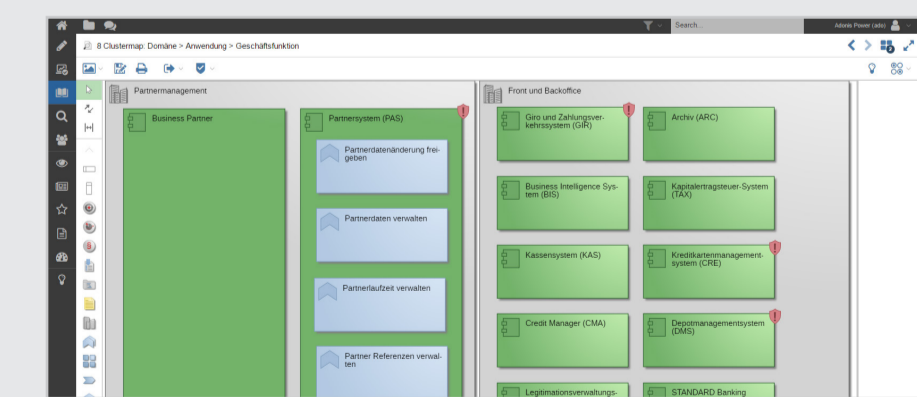 Search...
Adonis Power (ado)
8 Clustermap: Domäne > Anwendung > Geschäftsfunktion
Partnermanagement
Business Partner
Partnersystem (PAS)
Partnerdatenänderung frei-
geben
Partnerdaten verwalten
Partnerlaufzeit verwalten
Partner Referenzen verwal-
ten
Front und Backoffice
Giro und Zahlungsver-
kehrssystem (GIR)
Archiv (ARC)
Business Intelligence Sys-
tem (BIS)
Kapitalertragsteuer-System
(TAX)
Kassensystem (KAS)
Kreditkartenmanagement-
system (CRE)
Credit Manager (CMA)
Depotmanagementsystem
(DMS)
Legitimationsverwaltungs-
STANDARD Banking